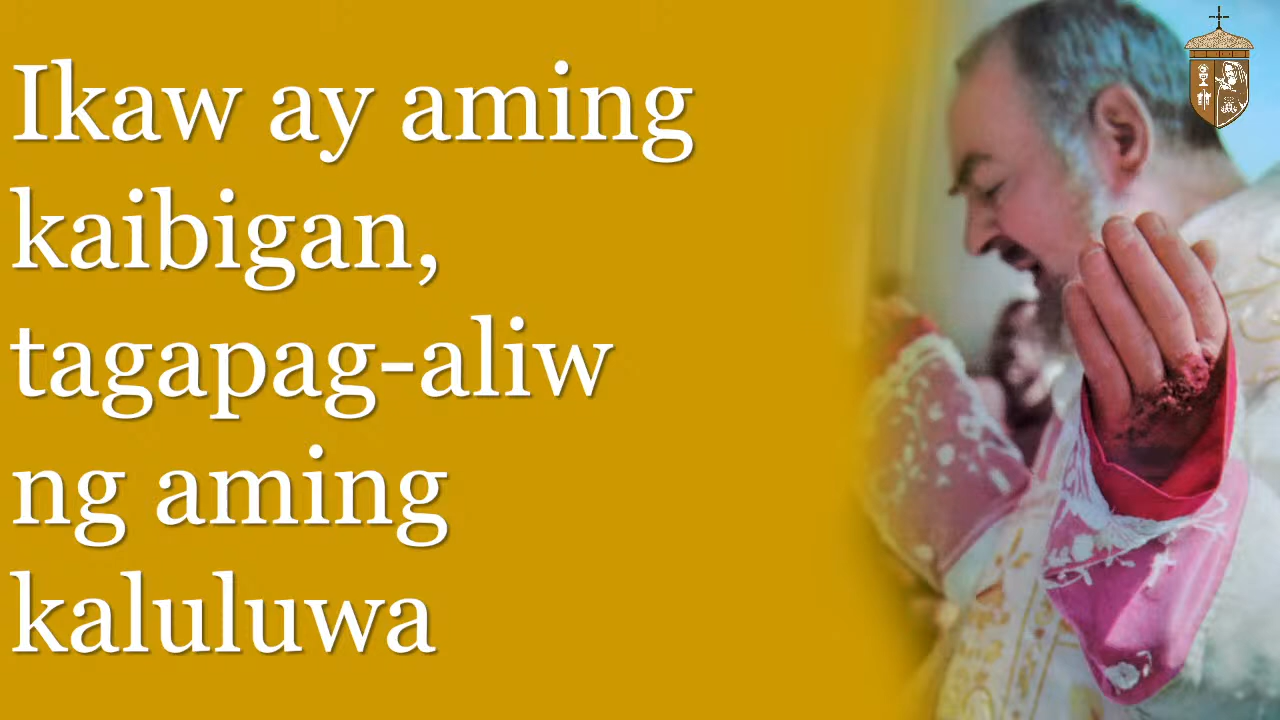 Ikaw ay aming
kaibigan,
tagapag-aliw
ng aming
kaluluwa